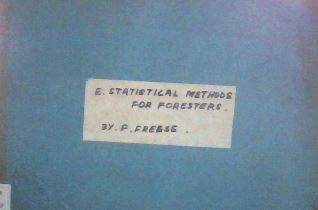 E. STATISTICAL METHODS
FOR FORESTERS.
BY. F. FREESE.